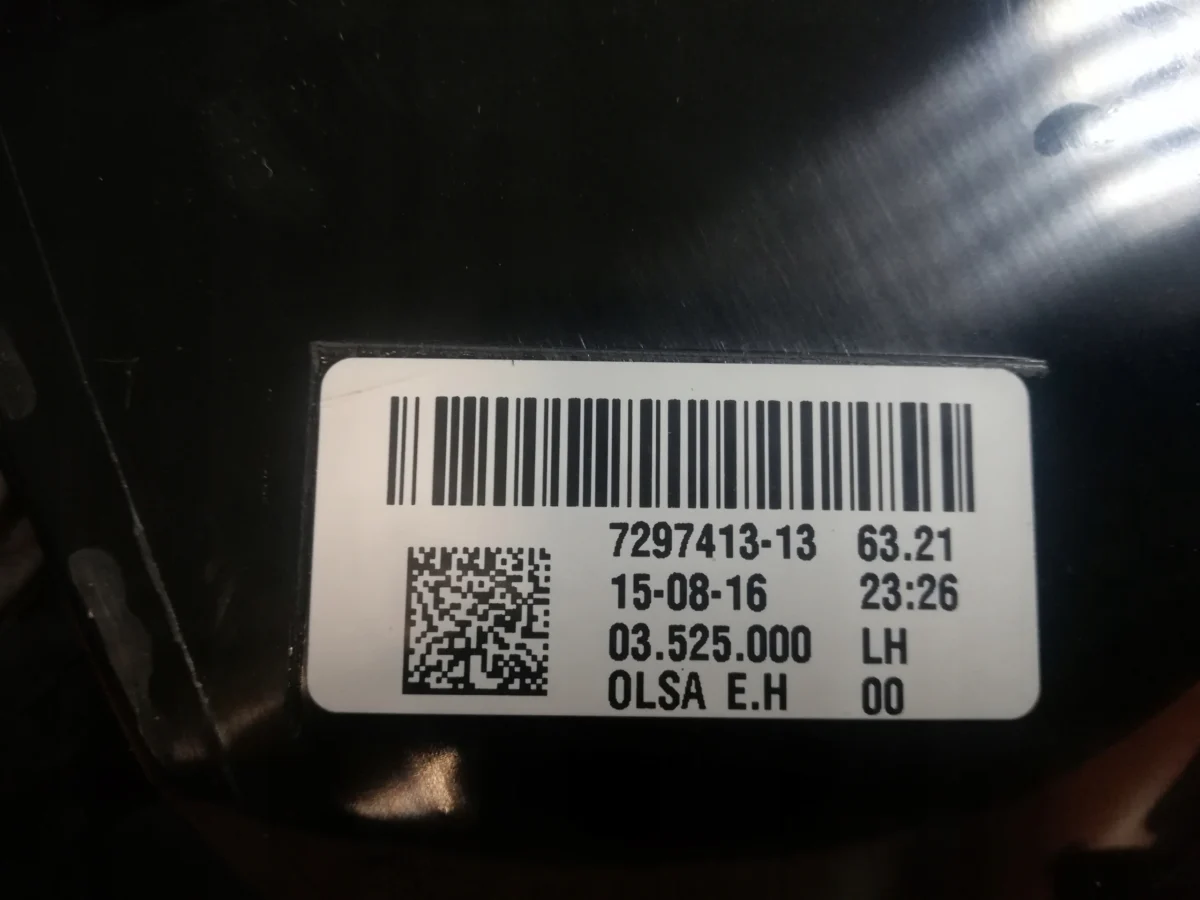 7297413-13 63.21
15-08-16 23:26
03.525.000 LH
OLSA E.H 00